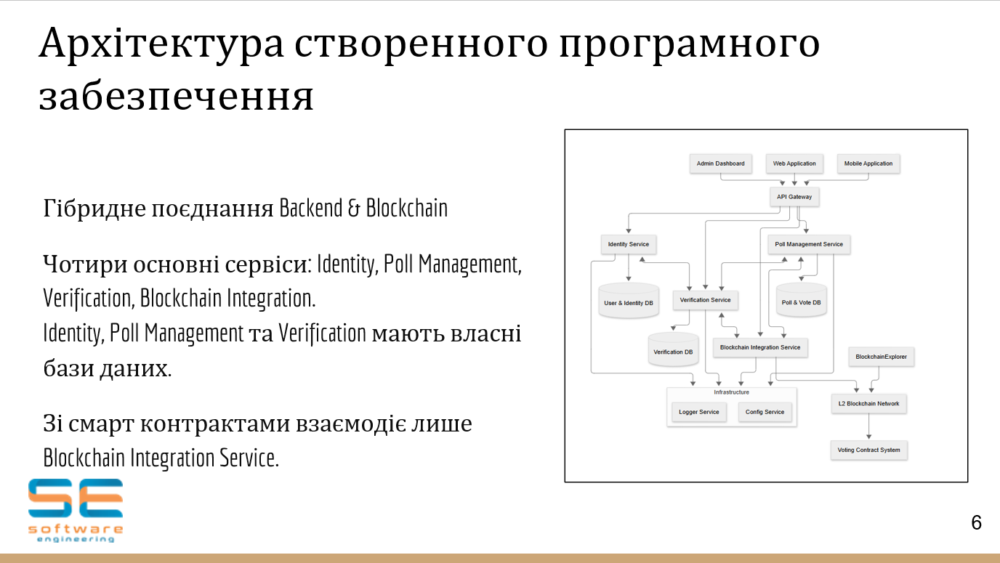 Архітектура створенного програмного
забезпечення
Гібридне поєднання Backend & Blockchain
Чотири основні сервіси: Identity, Poll Management,
Verification, Blockchain Integration.
Identity, Poll Management та Verification мають власні
бази даних.
Зі смарт контрактами взаємодіє лише
Blockchain Integration Service.
Admin Dashboard
Web Application
Mobile Application
API Gateway
Identity Service
Poll Management Service
User & Identity DB
Verification Service
Poll & Vote DB
Verification DB
Blockchain Integration Service
BlockchainExplorer
Infrastructure
Logger Service
Config Service
L2 Blockchain Network
Voting Contract System
SE
software
engineering
6